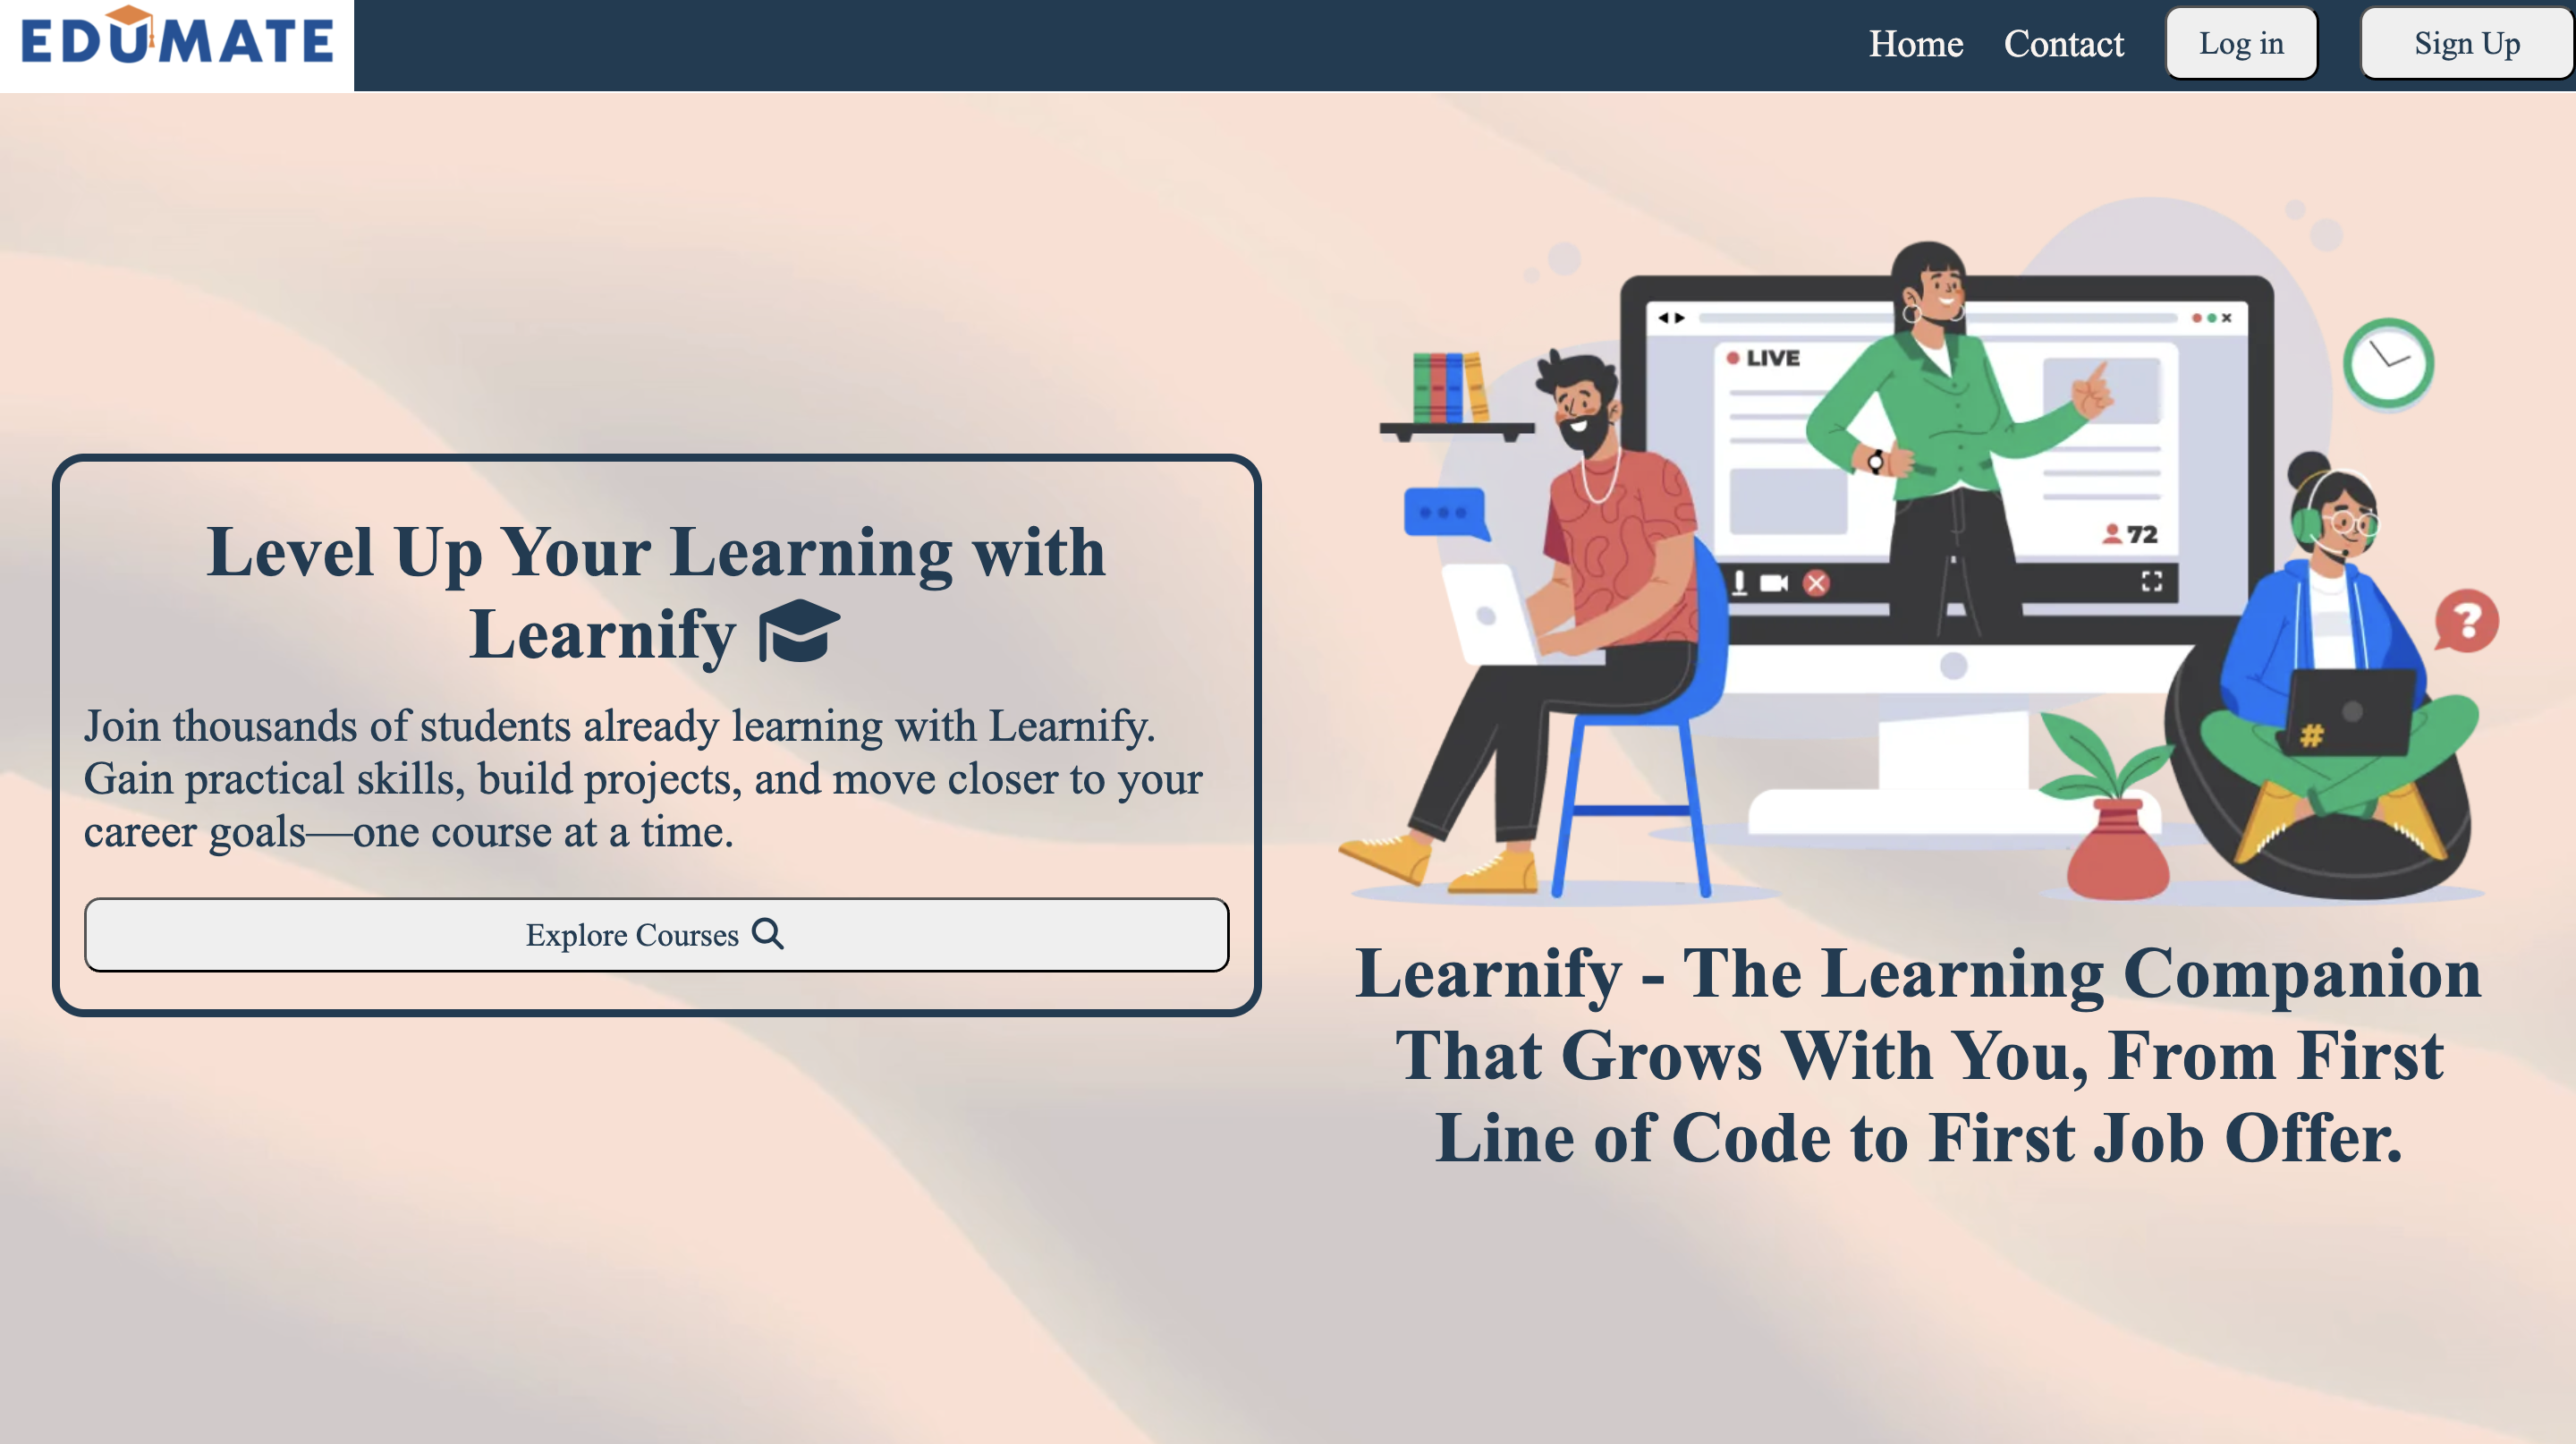 EDUMATE
Home
Contact
Log in
Sign Up
Level Up Your Learning with
Learnify
Join thousands of students already learning with Learnify.
Gain practical skills, build projects, and move closer to your
career goals—one course at a time.
Explore Courses
LIVE
72
?
#
Learnify - The Learning Companion
That Grows With You, From First
Line of Code to First Job Offer.